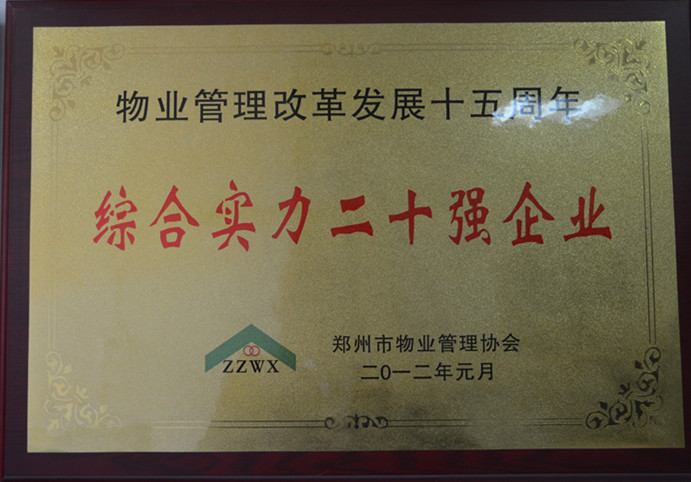 物业管理改革发展十五周年
综合实力二十强企业
ZZWX
郑州市物业管理协会
二0一二年元月